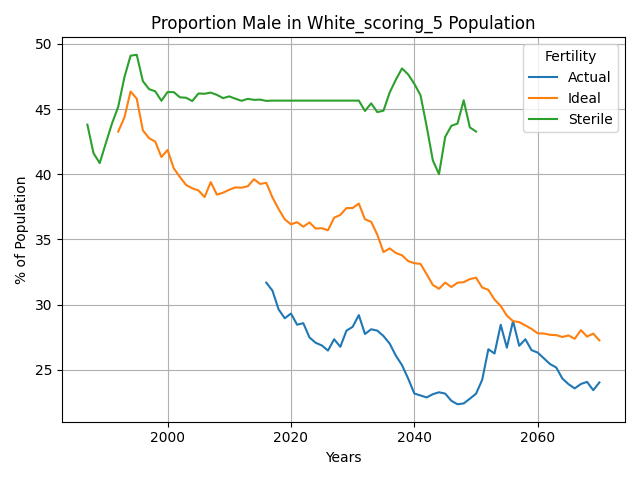 Proportion Male in White_scoring_5 Population
% of Population
50
45
40
35
30
25
Fertility
Actual
Ideal
Sterile
2000
2020
2040
2060
Years